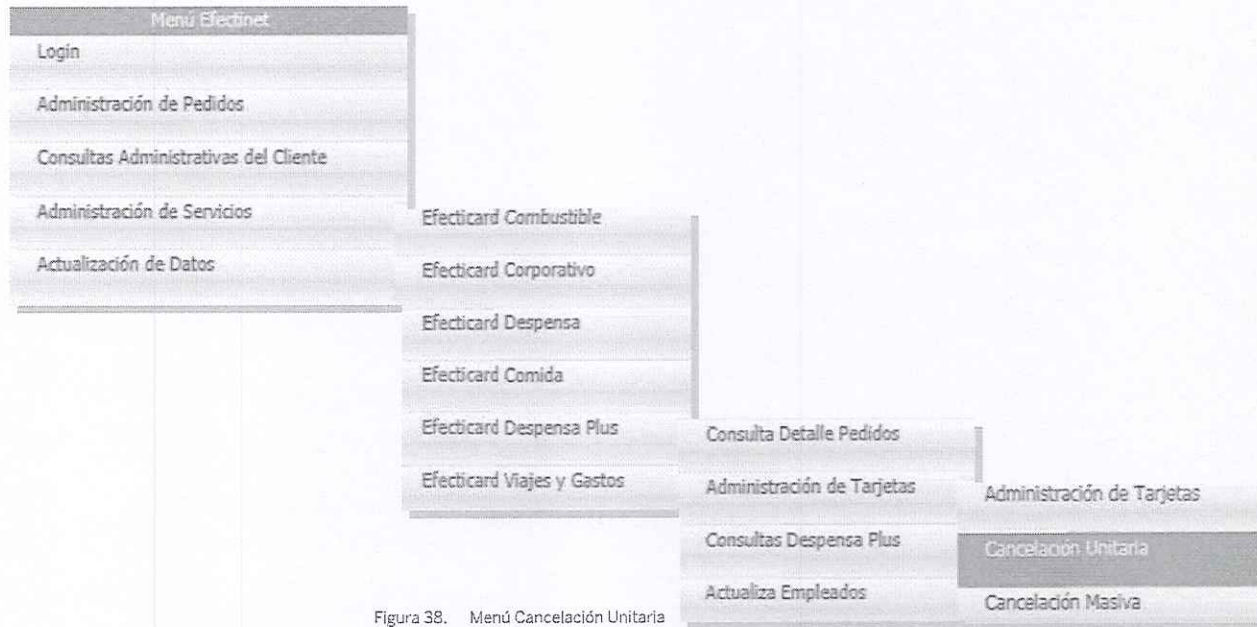 Menú Efectinet
Login
Administración de Pedidos
Consultas Administrativas del Cliente
Administración de Servicios
Actualización de Datos
Efecticard Combustible
Efecticard Corporativo
Efecticard Despensa
Efecticard Comida
Efecticard Despensa Plus
Efecticard Viajes y Gastos
Consulta Detalle Pedidos
Administración de Tarjetas
Consultas Despensa Plus
Actualiza Empleados
Administración de Tarjetas
Cancelación Unitaria
Cancelación Masiva
Figura 38. Menú Cancelación Unitaria